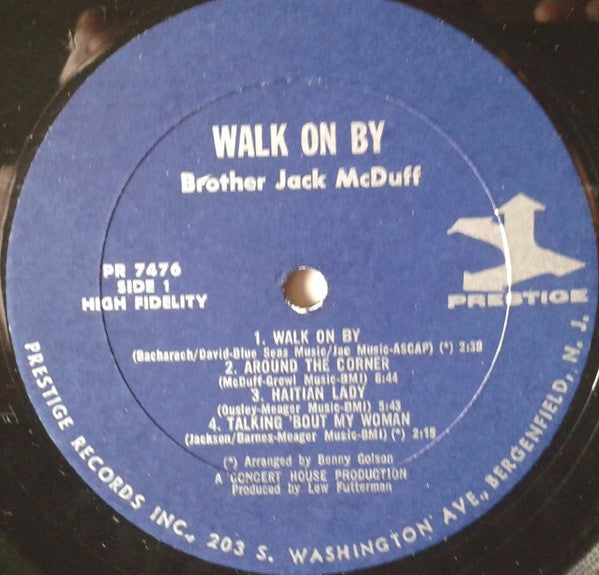 WALK ON BY
Brother Jack McDuff
PR 7476
SIDE 1
HIGH FIDELITY
PRESTIGE
1. WALK ON BY
(Bacharach/David-Blue Seas Music/Jac Music-ASCAP) (*) 2:39
2. AROUND THE CORNER
(McDuff-Growl Music-BMI) 6:44
3. HAITIAN LADY
(Ousley-Meager Music-BMI) 5:43
4. TALKING 'BOUT MY WOMAN
(Jackson/Barnes-Meager Music-BMI) (*) 2:19
(*) Arranged by Benny Golson
A CONCERT HOUSE PRODUCTION
Produced by Lew Futterman
PRESTIGE RECORDS INC., 203 S. WASHINGTON AVE., BERGENFIELD, N. J.